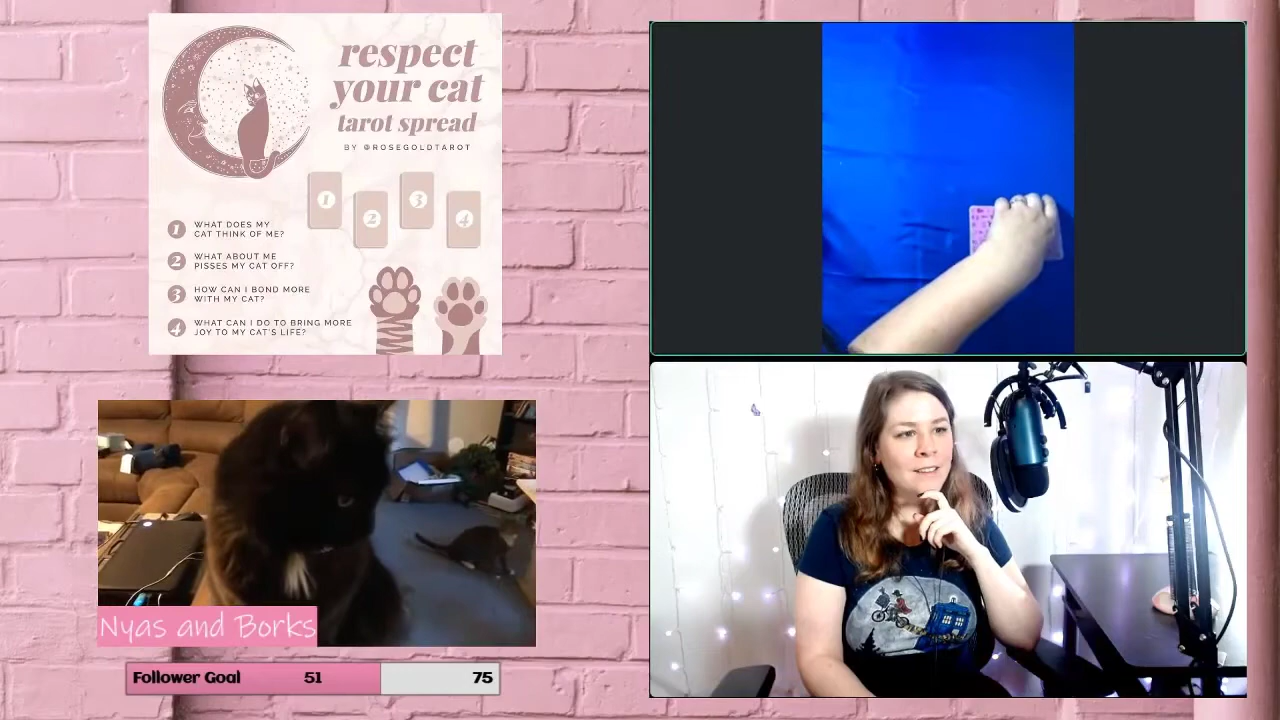 respect
your cat
tarot spread
BY @ROSEGOLDTAROT
1
2
3
4
1 WHAT DOES MY
CAT THINK OF ME?
2 WHAT ABOUT ME
PISSES MY CAT OFF?
3 HOW CAN I BOND MORE
WITH MY CAT?
4 WHAT CAN I DO TO BRING MORE
JOY TO MY CAT'S LIFE?
Nyas and Borks
Follower Goal 51 75